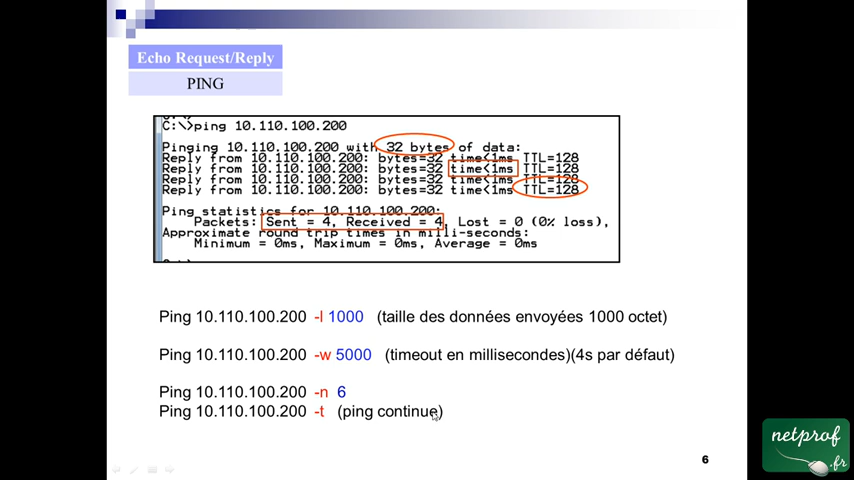 Echo Request/Reply
PING
C:\>ping 10.110.100.200
Pinging 10.110.100.200 with 32 bytes of data:
Reply from 10.110.100.200: bytes=32 time<1ms TTL=128
Reply from 10.110.100.200: bytes=32 time<1ms TTL=128
Reply from 10.110.100.200: bytes=32 time<1ms TTL=128
Reply from 10.110.100.200: bytes=32 time<1ms TTL=128
Ping statistics for 10.110.100.200:
Packets: Sent = 4, Received = 4, Lost = 0 (0% loss),
Approximate round trip times in milli-seconds:
Minimum = 0ms, Maximum = 0ms, Average = 0ms
Ping 10.110.100.200 -l 1000 (taille des données envoyées 1000 octet)
Ping 10.110.100.200 -w 5000 (timeout en millisecondes)(4s par défaut)
Ping 10.110.100.200 -n 6
Ping 10.110.100.200 -t (ping continue)
6
netprof
.fr